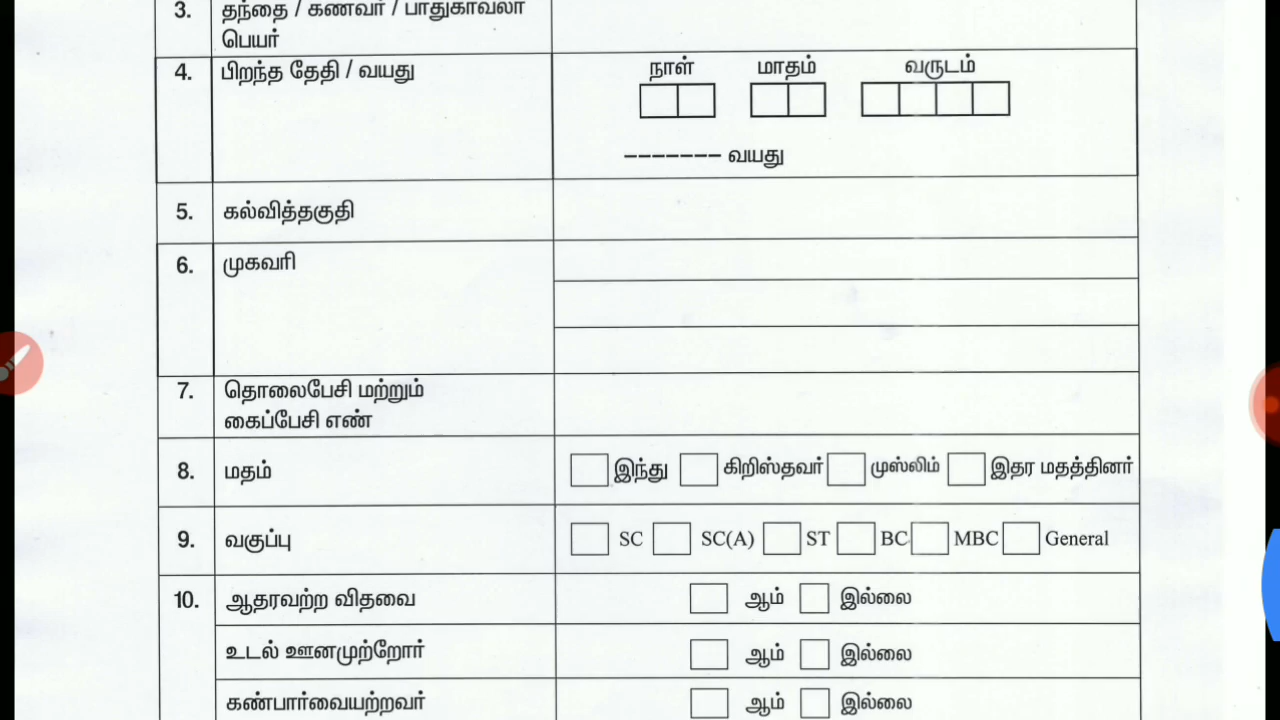 3. தந்தை / கணவர் / பாதுகாவலர்
பெயர்
4. பிறந்த தேதி / வயது நாள் மாதம் வருடம்
------- வயது
5. கல்வித்தகுதி
6. முகவரி
7. தொலைபேசி மற்றும்
கைப்பேசி எண்
8. மதம் இந்து கிறிஸ்தவர் முஸ்லிம் இதர மதத்தினர்
9. வகுப்பு SC SC(A) ST BC MBC General
10. ஆதரவற்ற விதவை ஆம் இல்லை
உடல் ஊனமுற்றோர் ஆம் இல்லை
கண்பார்வையற்றவர் ஆம் இல்லை